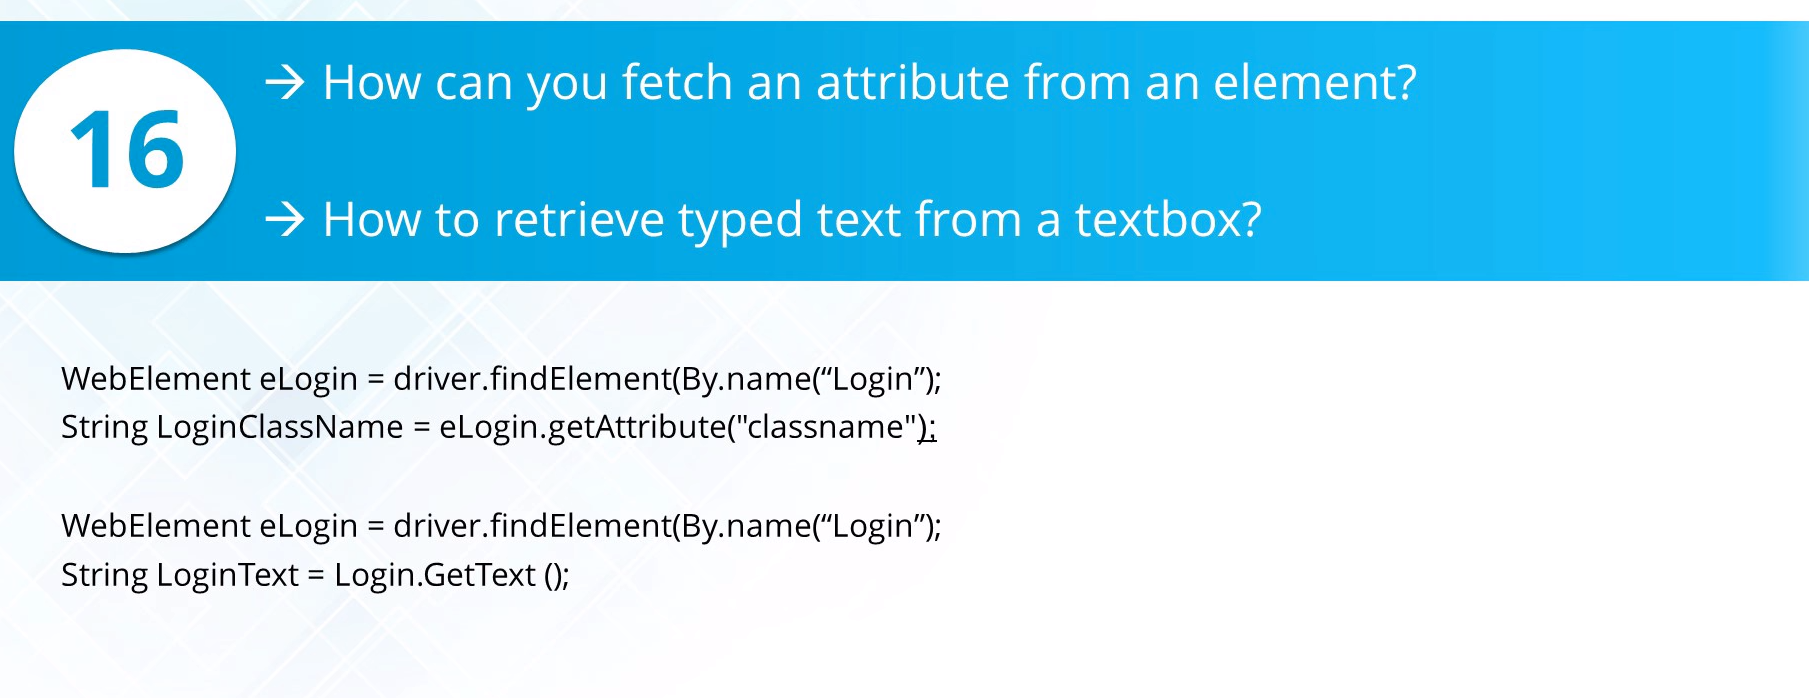 16
→ How can you fetch an attribute from an element?
→ How to retrieve typed text from a textbox?
WebElement eLogin = driver.findElement(By.name(“Login”);
String LoginClassName = eLogin.getAttribute("classname");
WebElement eLogin = driver.findElement(By.name(“Login”);
String LoginText = Login.GetText ();